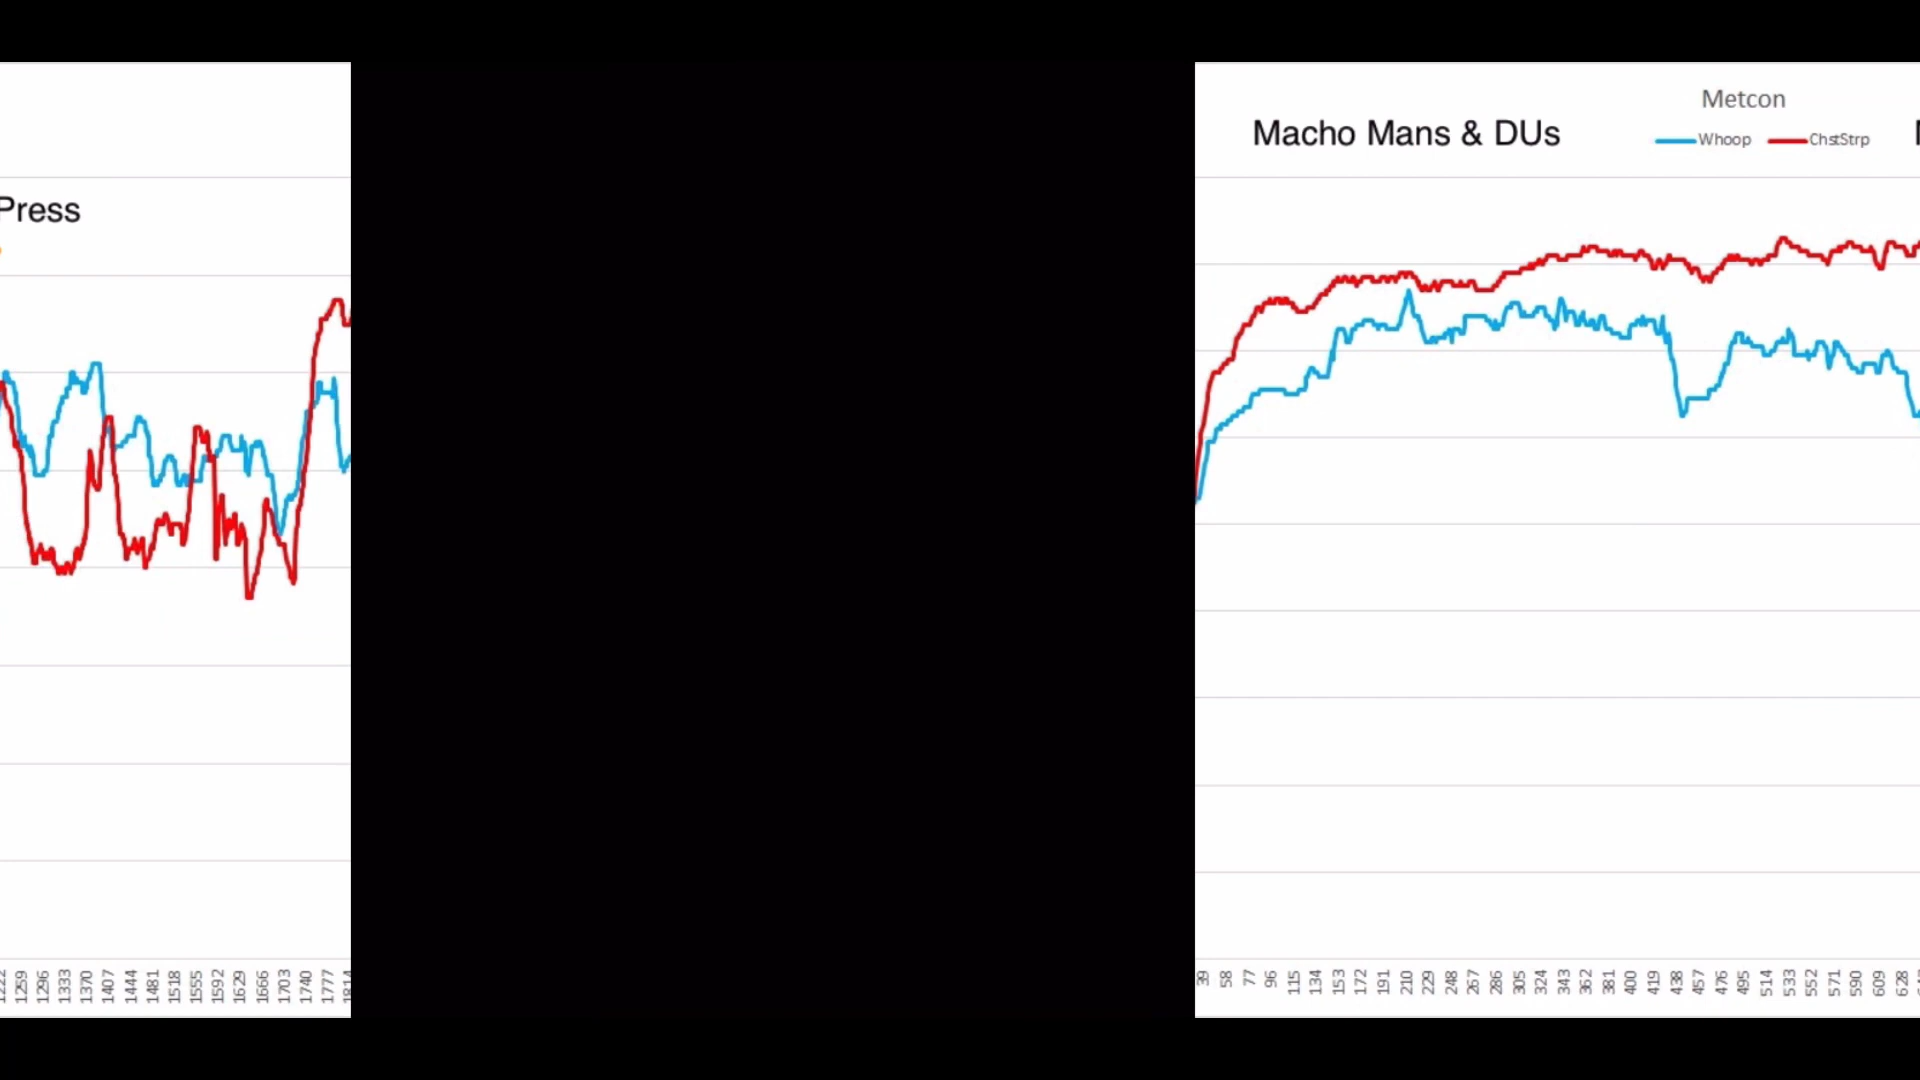 Press
1259 1296 1333 1370 1407 1444 1481 1518 1555 1592 1629 1666 1703 1740 1777 1814
Metcon
Macho Mans & DUs
Whoop ChstStrp
39 58 77 96 115 134 153 172 191 210 229 248 267 286 305 324 343 362 381 400 419 438 457 476 495 514 533 552 571 590 609 628